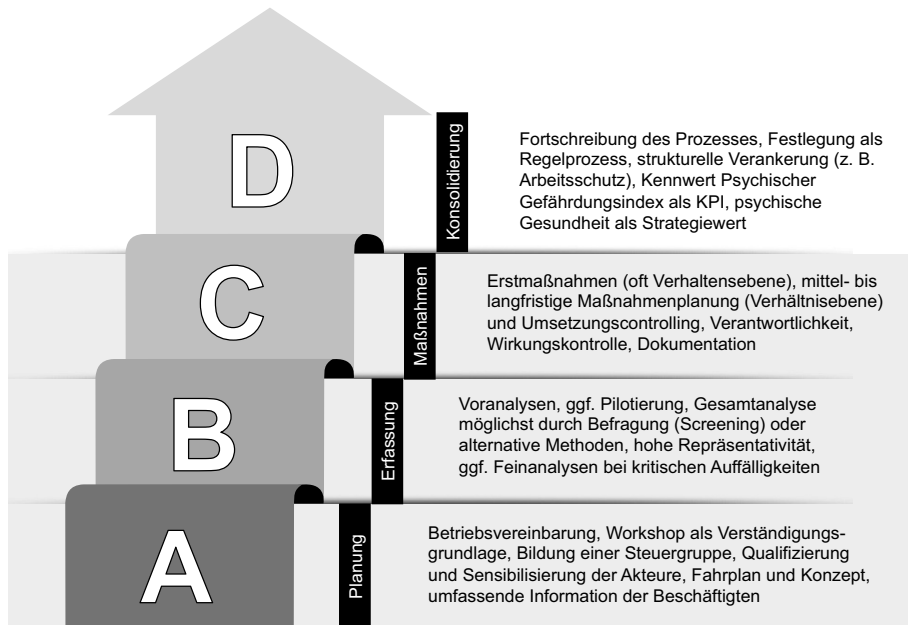 D
Konsolidierung
Fortschreibung des Prozesses, Festlegung als
Regelprozess, strukturelle Verankerung (z. B.
Arbeitsschutz), Kennwert Psychischer
Gefährdungsindex als KPI, psychische
Gesundheit als Strategiewert
C
Maßnahmen
Erstmaßnahmen (oft Verhaltensebene), mittel- bis
langfristige Maßnahmenplanung (Verhältnisebene)
und Umsetzungscontrolling, Verantwortlichkeit,
Wirkungskontrolle, Dokumentation
B
Erfassung
Voranalysen, ggf. Pilotierung, Gesamtanalyse
möglichst durch Befragung (Screening) oder
alternative Methoden, hohe Repräsentativität,
ggf. Feinanalysen bei kritischen Auffälligkeiten
A
Planung
Betriebsvereinbarung, Workshop als Verständigungs-
grundlage, Bildung einer Steuergruppe, Qualifizierung
und Sensibilisierung der Akteure, Fahrplan und Konzept,
umfassende Information der Beschäftigten